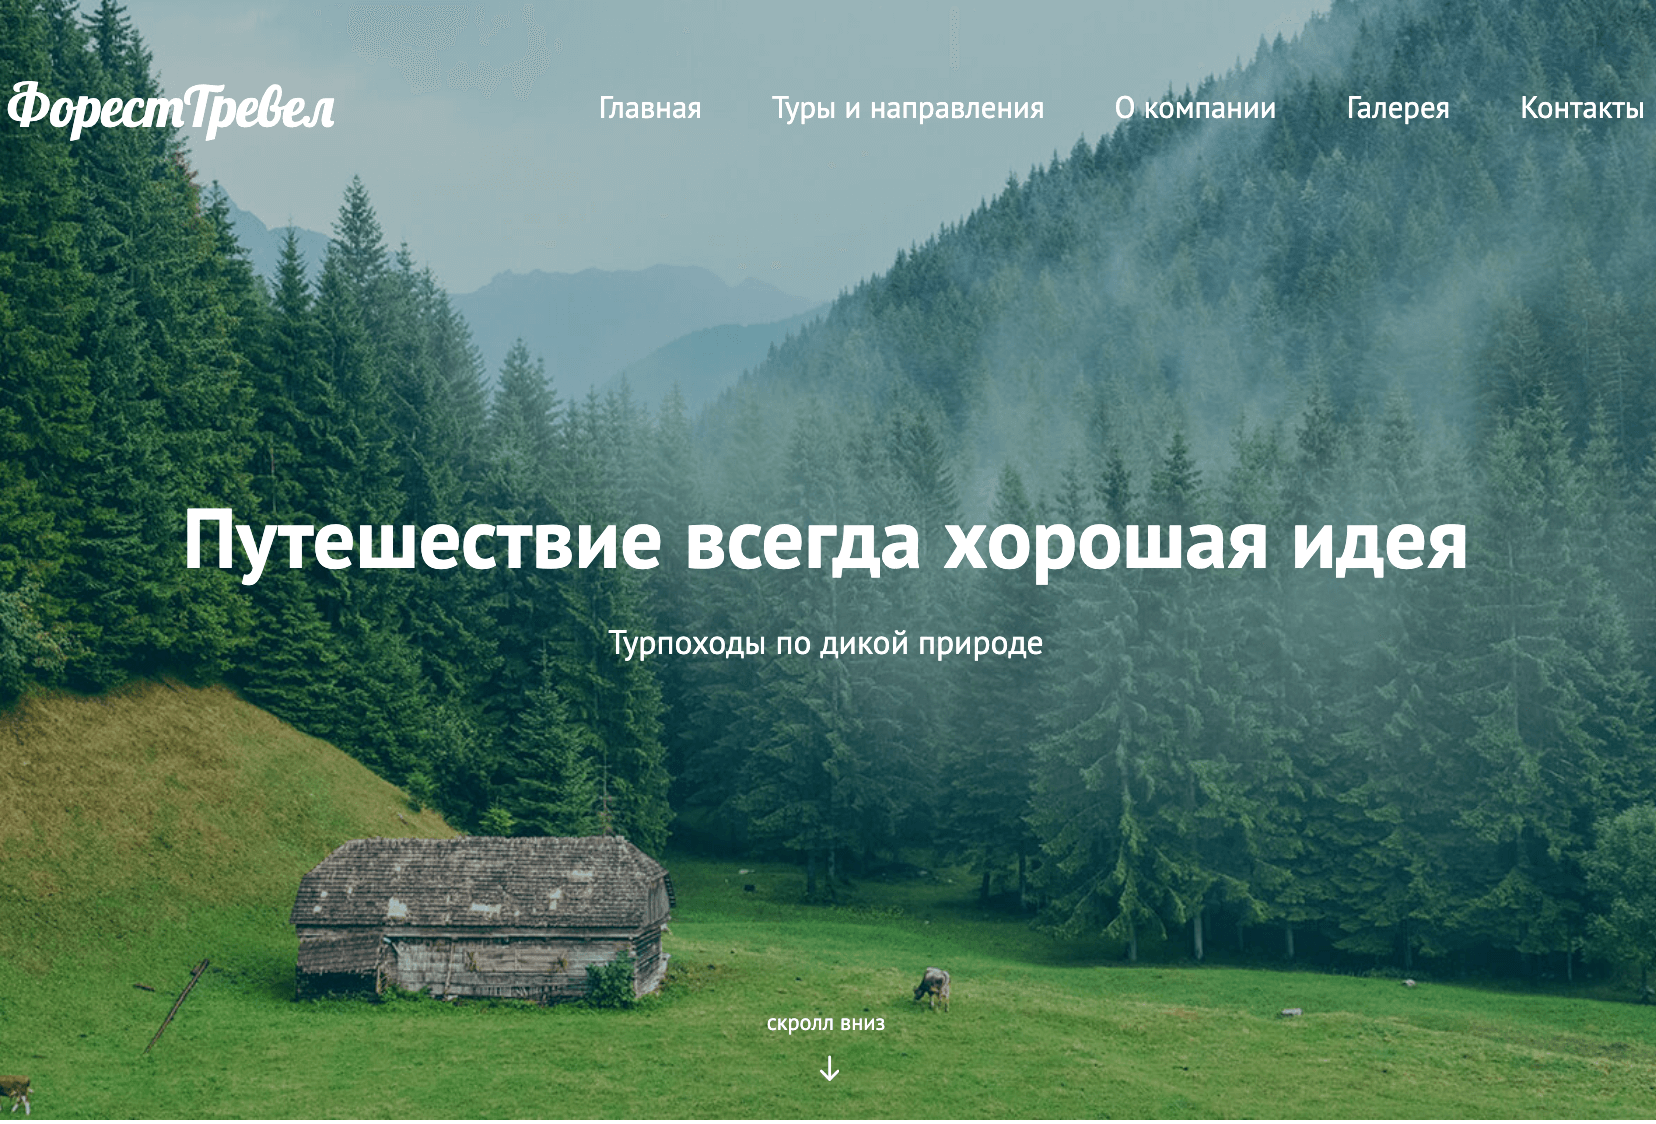 ФорестТревел
Главная
Туры и направления
О компании
Галерея
Контакты
Путешествие всегда хорошая идея
Турпоходы по дикой природе
скролл вниз